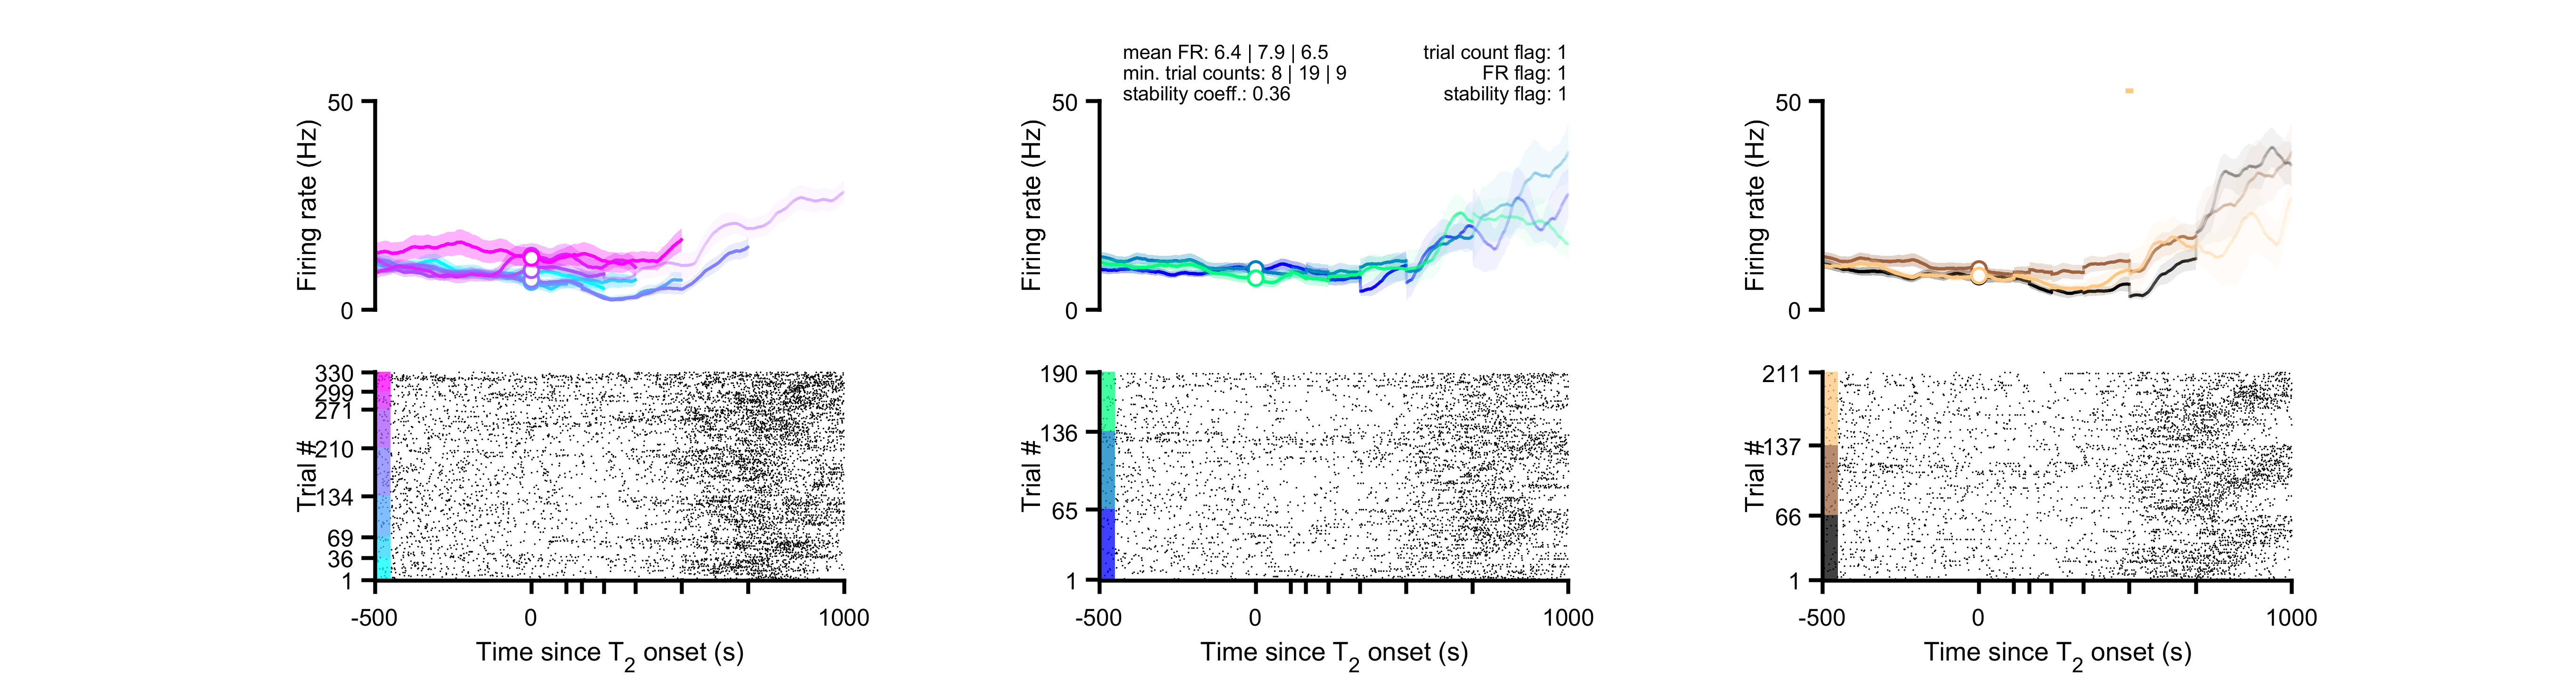 mean FR: 6.4 | 7.9 | 6.5
trial count flag: 1
min. trial counts: 8 | 19 | 9
FR flag: 1
stability coeff.: 0.36
stability flag: 1
50
Firing rate (Hz)
0
50
Firing rate (Hz)
0
50
Firing rate (Hz)
0
330
299
271
210
134
69
36
1
Trial #
-500
0
1000
Time since T2 onset (s)
190
136
65
1
Trial #
-500
0
1000
Time since T2 onset (s)
211
137
66
1
Trial #
-500
0
1000
Time since T2 onset (s)